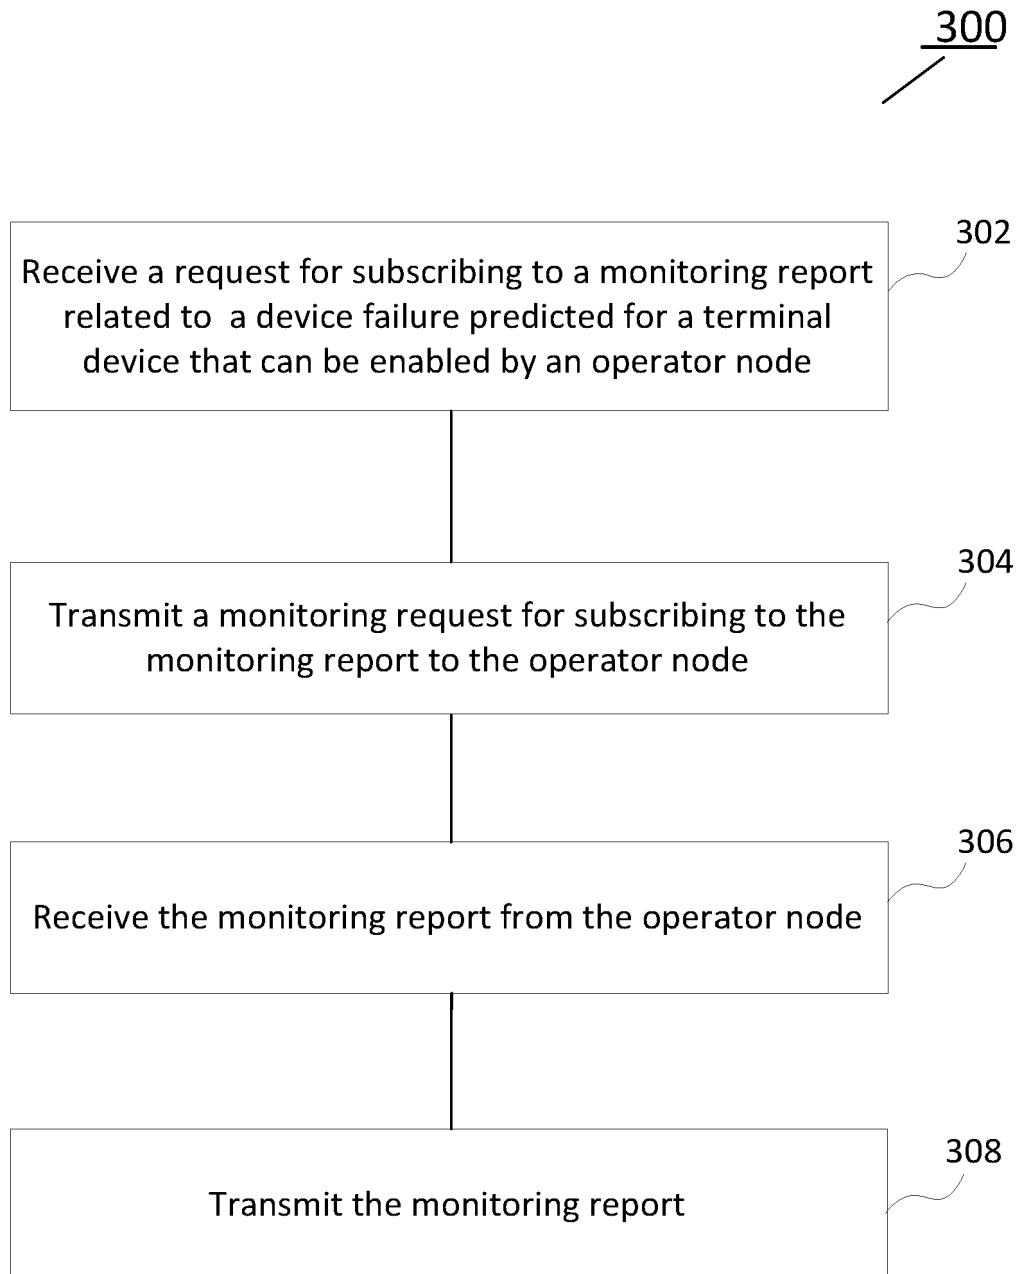 300
302
Receive a request for subscribing to a monitoring report
related to  a device failure predicted for a terminal
device that can be enabled by an operator node
304
Transmit a monitoring request for subscribing to the
monitoring report to the operator node
306
Receive the monitoring report from the operator node
308
Transmit the monitoring report